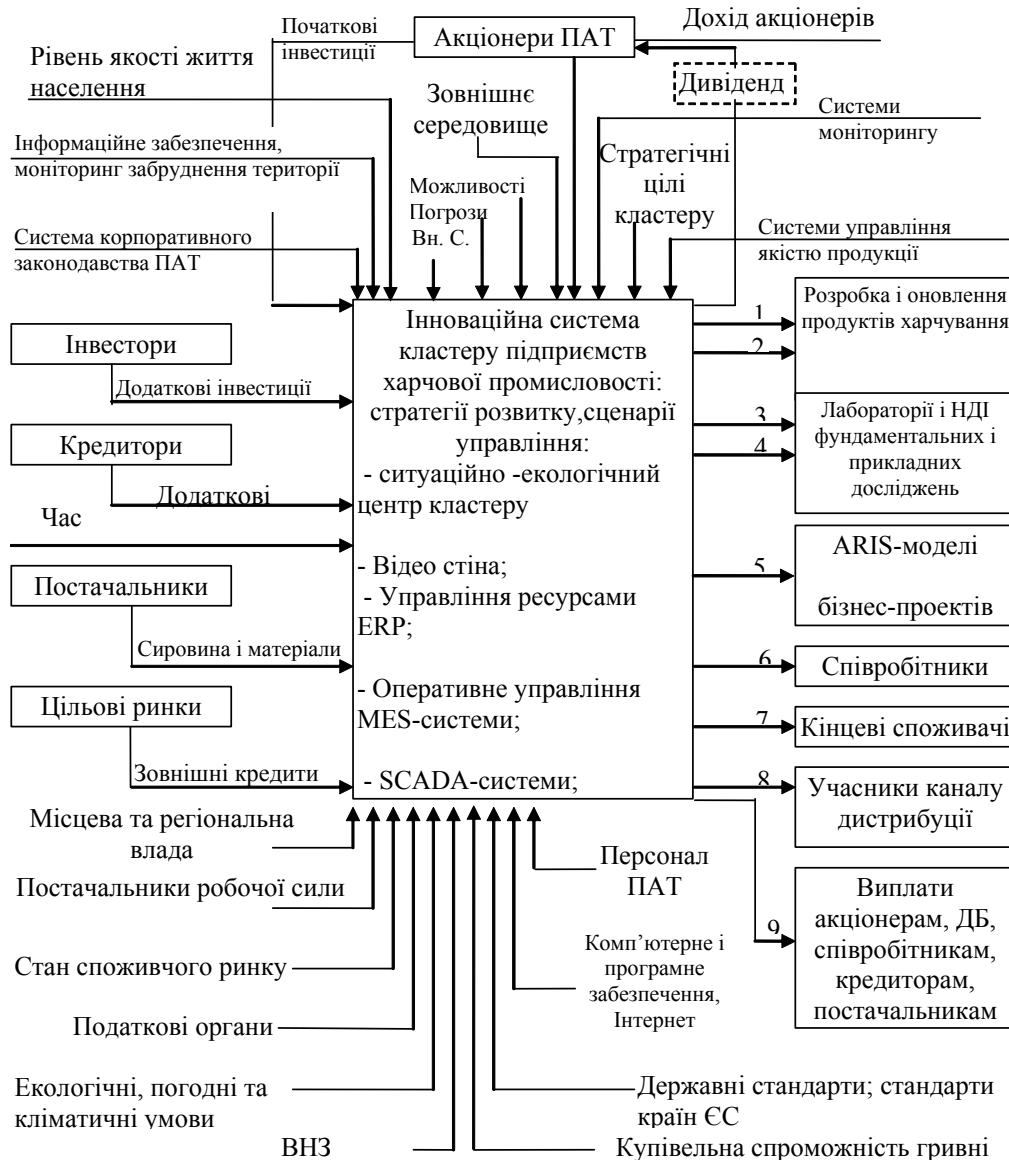 Початкові
інвестиції
Акціонери ПАТ
Дохід акціонерів
Рівень якості життя
населення
Зовнішнє
середовище
Дивіденд
Системи
моніторингу
Інформаційне забезпечення,
моніторинг забруднення території
Стратегічні
цілі
кластеру
Можливості
Погрози
Вн. С.
Система корпоративного
законодавства ПАТ
Системи управління
якістю продукції
Інвестори
Додаткові інвестиції
Кредитори
Додаткові
Час
Постачальники
Сировина і матеріали
Цільові ринки
Зовнішні кредити
Інноваційна система
кластеру підприємств
харчової промисловості:
стратегії розвитку,сценарії
управління:
- ситуаційно -екологічний
центр кластеру
- Відео стіна;
- Управління ресурсами
ERP;
- Оперативне управління
MES-системи;
- SCADA-системи;
1
2
Розробка і оновлення
продуктів харчування
3
4
Лабораторії і НДІ
фундаментальних і
прикладних
досліджень
5
ARIS-моделі
бізнес-проектів
6
Співробітники
7
Кінцеві споживачі
8
Учасники каналу
дистрибуції
9
Виплати
акціонерам, ДБ,
співробітникам,
кредиторам,
постачальникам
Місцева та регіональна
влада
Постачальники робочої сили
Стан споживчого ринку
Податкові органи
Екологічні, погодні та
кліматичні умови
ВНЗ
Персонал
ПАТ
Комп’ютерне і
програмне
забезпечення,
Інтернет
Державні стандарти; стандарти
країн ЄС
Купівельна спроможність гривні